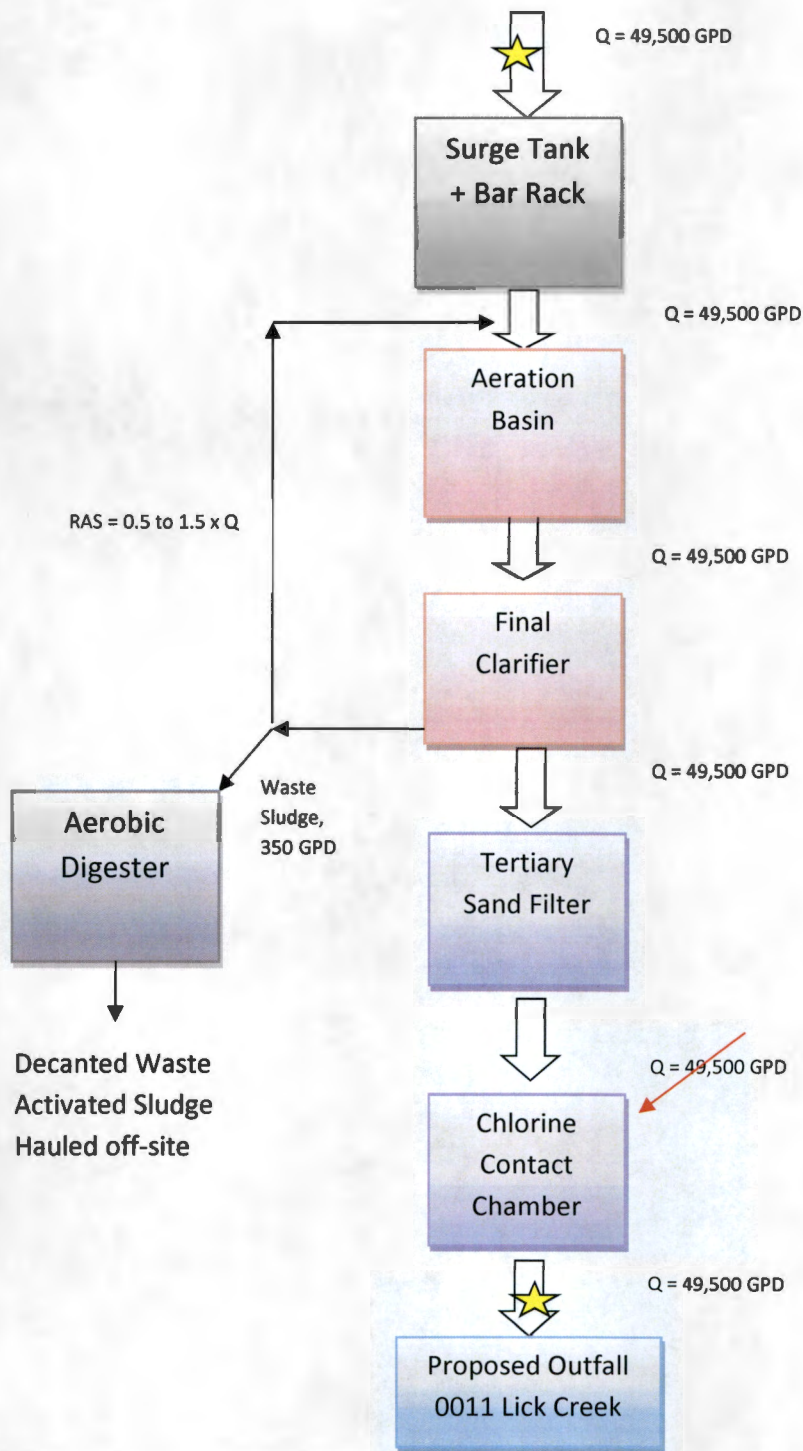 Q = 49,500 GPD
Surge Tank
+ Bar Rack
Q = 49,500 GPD
Aeration
Basin
RAS = 0.5 to 1.5 x Q
Q = 49,500 GPD
Final
Clarifier
Q = 49,500 GPD
Waste
Sludge,
350 GPD
Aerobic
Digester
Tertiary
Sand Filter
Decanted Waste
Activated Sludge
Hauled off-site
Q = 49,500 GPD
Chlorine
Contact
Chamber
Q = 49,500 GPD
Proposed Outfall
0011 Lick Creek